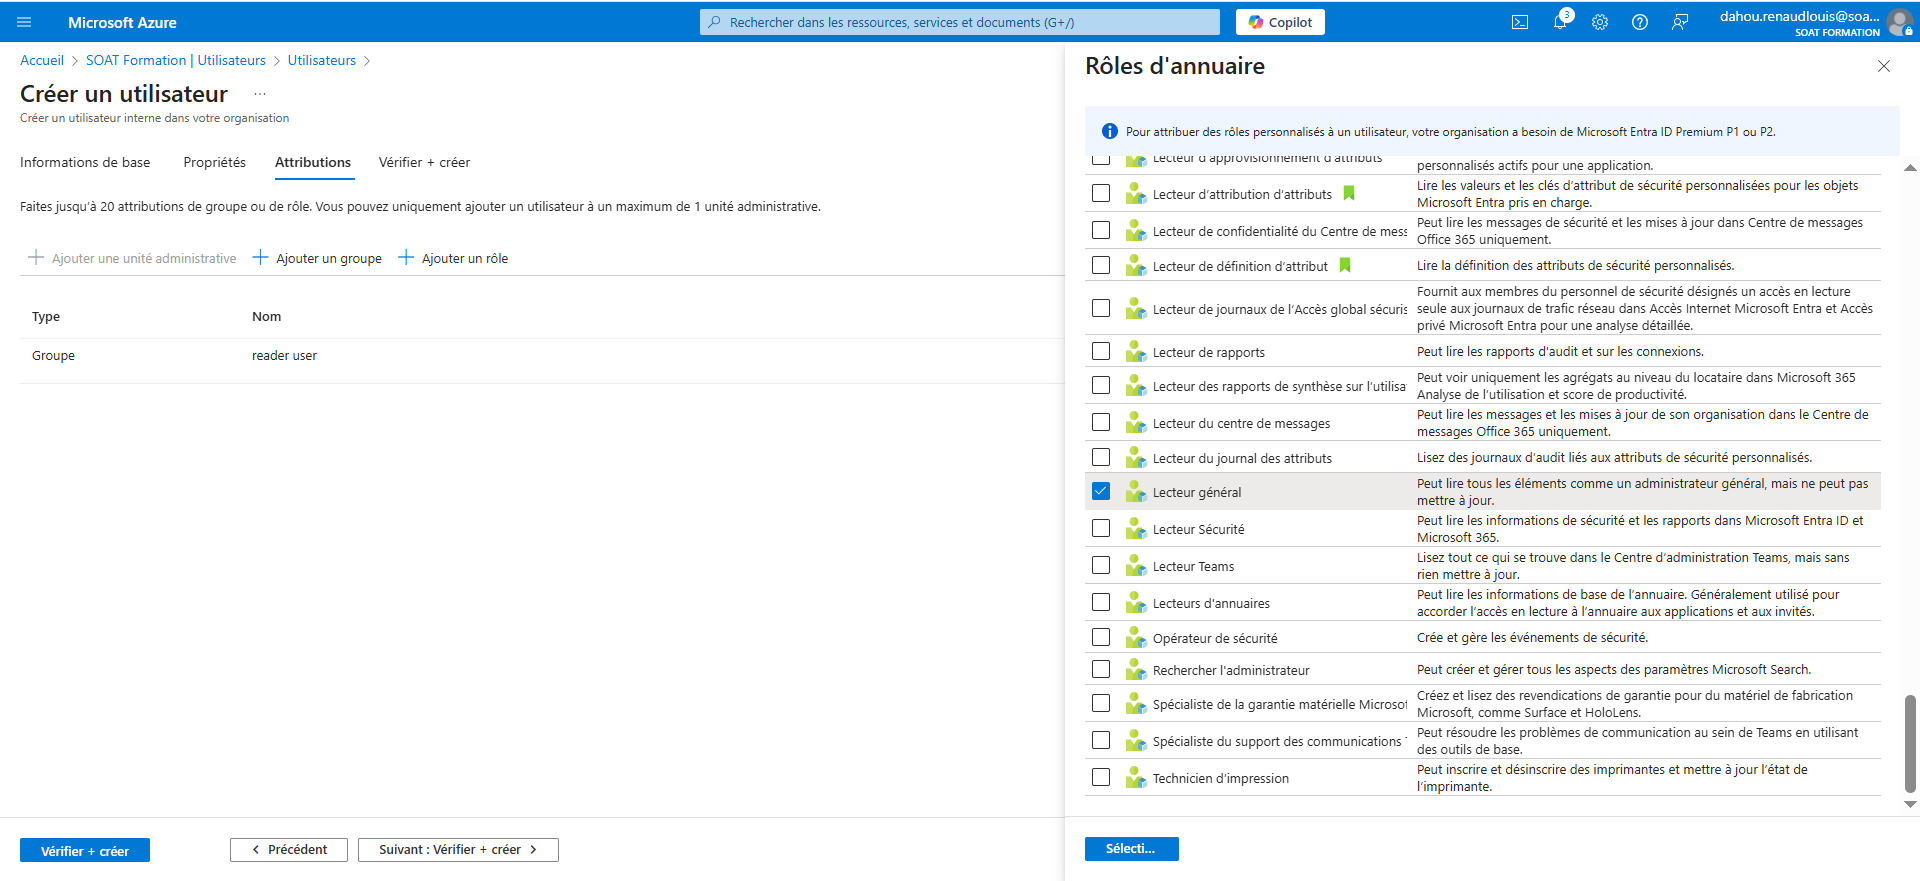 Microsoft Azure
Rechercher dans les ressources, services et documents (G+/)
Copilot
3
dahou.renaudlouis@soa...
SOAT FORMATION
Accueil > SOAT Formation | Utilisateurs > Utilisateurs >
Créer un utilisateur ...
Créer un utilisateur interne dans votre organisation
Informations de base Propriétés Attributions Vérifier + créer
Faites jusqu'à 20 attributions de groupe ou de rôle. Vous pouvez uniquement ajouter un utilisateur à un maximum de 1 unité administrative.
Ajouter une unité administrative Ajouter un groupe Ajouter un rôle
Type Nom
Groupe reader user
Vérifier + créer < Précédent Suivant : Vérifier + créer >
Rôles d'annuaire
Pour attribuer des rôles personnalisés à un utilisateur, votre organisation a besoin de Microsoft Entra ID Premium P1 ou P2.
Lecteur d'approvisionnement d'attributs
personnalisés actifs pour une application.
Lecteur d'attribution d'attributs
Lire les valeurs et les clés d'attribut de sécurité personnalisées pour les objets
Microsoft Entra pris en charge.
Lecteur de confidentialité du Centre de mess
Peut lire les messages de sécurité et les mises à jour dans Centre de messages
Office 365 uniquement.
Lecteur de définition d'attribut
Lire la définition des attributs de sécurité personnalisés.
Lecteur de journaux de l'Accès global sécuris
Fournit aux membres du personnel de sécurité désignés un accès en lecture
seule aux journaux de trafic réseau dans Accès Internet Microsoft Entra et Accès
privé Microsoft Entra pour une analyse détaillée.
Lecteur de rapports
Peut lire les rapports d'audit et sur les connexions.
Lecteur des rapports de synthèse sur l'utilisa
Peut voir uniquement les agrégats au niveau du locataire dans Microsoft 365
Analyse de l'utilisation et score de productivité.
Lecteur du centre de messages
Peut lire les messages et les mises à jour de son organisation dans le Centre de
messages Office 365 uniquement.
Lecteur du journal des attributs
Lisez des journaux d'audit liés aux attributs de sécurité personnalisés.
Lecteur général
Peut lire tous les éléments comme un administrateur général, mais ne peut pas
mettre à jour.
Lecteur Sécurité
Peut lire les informations de sécurité et les rapports dans Microsoft Entra ID et
Microsoft 365.
Lecteur Teams
Lisez tout ce qui se trouve dans le Centre d'administration Teams, mais sans
rien mettre à jour.
Lecteurs d'annuaires
Peut lire les informations de base de l'annuaire. Généralement utilisé pour
accorder l'accès en lecture à l'annuaire aux applications et aux invités.
Opérateur de sécurité
Crée et gère les événements de sécurité.
Rechercher l'administrateur
Peut créer et gérer tous les aspects des paramètres Microsoft Search.
Spécialiste de la garantie matérielle Microsof
Créez et lisez des revendications de garantie pour du matériel de fabrication
Microsoft, comme Surface et HoloLens.
Spécialiste du support des communications
Peut résoudre les problèmes de communication au sein de Teams en utilisant
des outils de base.
Technicien d'impression
Peut inscrire et désinscrire des imprimantes et mettre à jour l'état de
l'imprimante.
Sélecti...